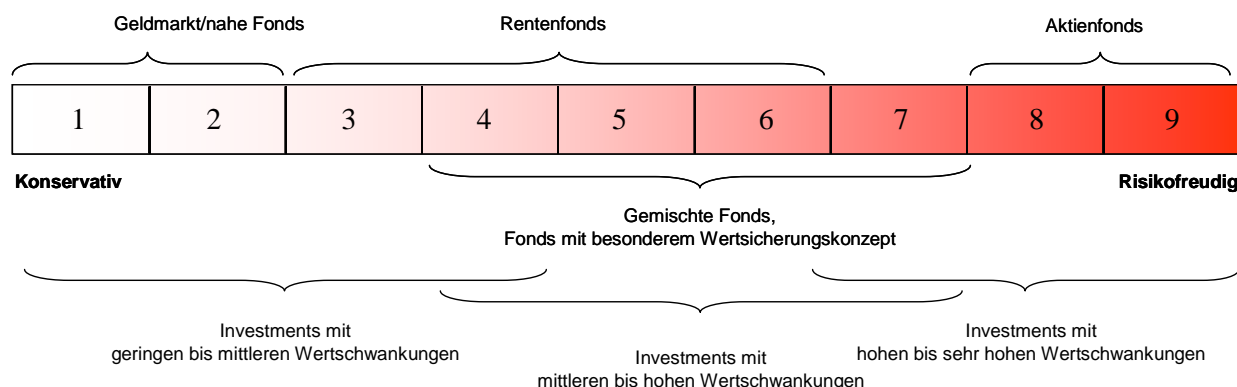 Geldmarkt/nahe Fonds
Rentenfonds
Aktienfonds
1 2 3 4 5 6 7 8 9
Konservativ
Risikofreudig
Gemischte Fonds,
Fonds mit besonderem Wertsicherungskonzept
Investments mit
geringen bis mittleren Wertschwankungen
Investments mit
mittleren bis hohen Wertschwankungen
Investments mit
hohen bis sehr hohen Wertschwankungen